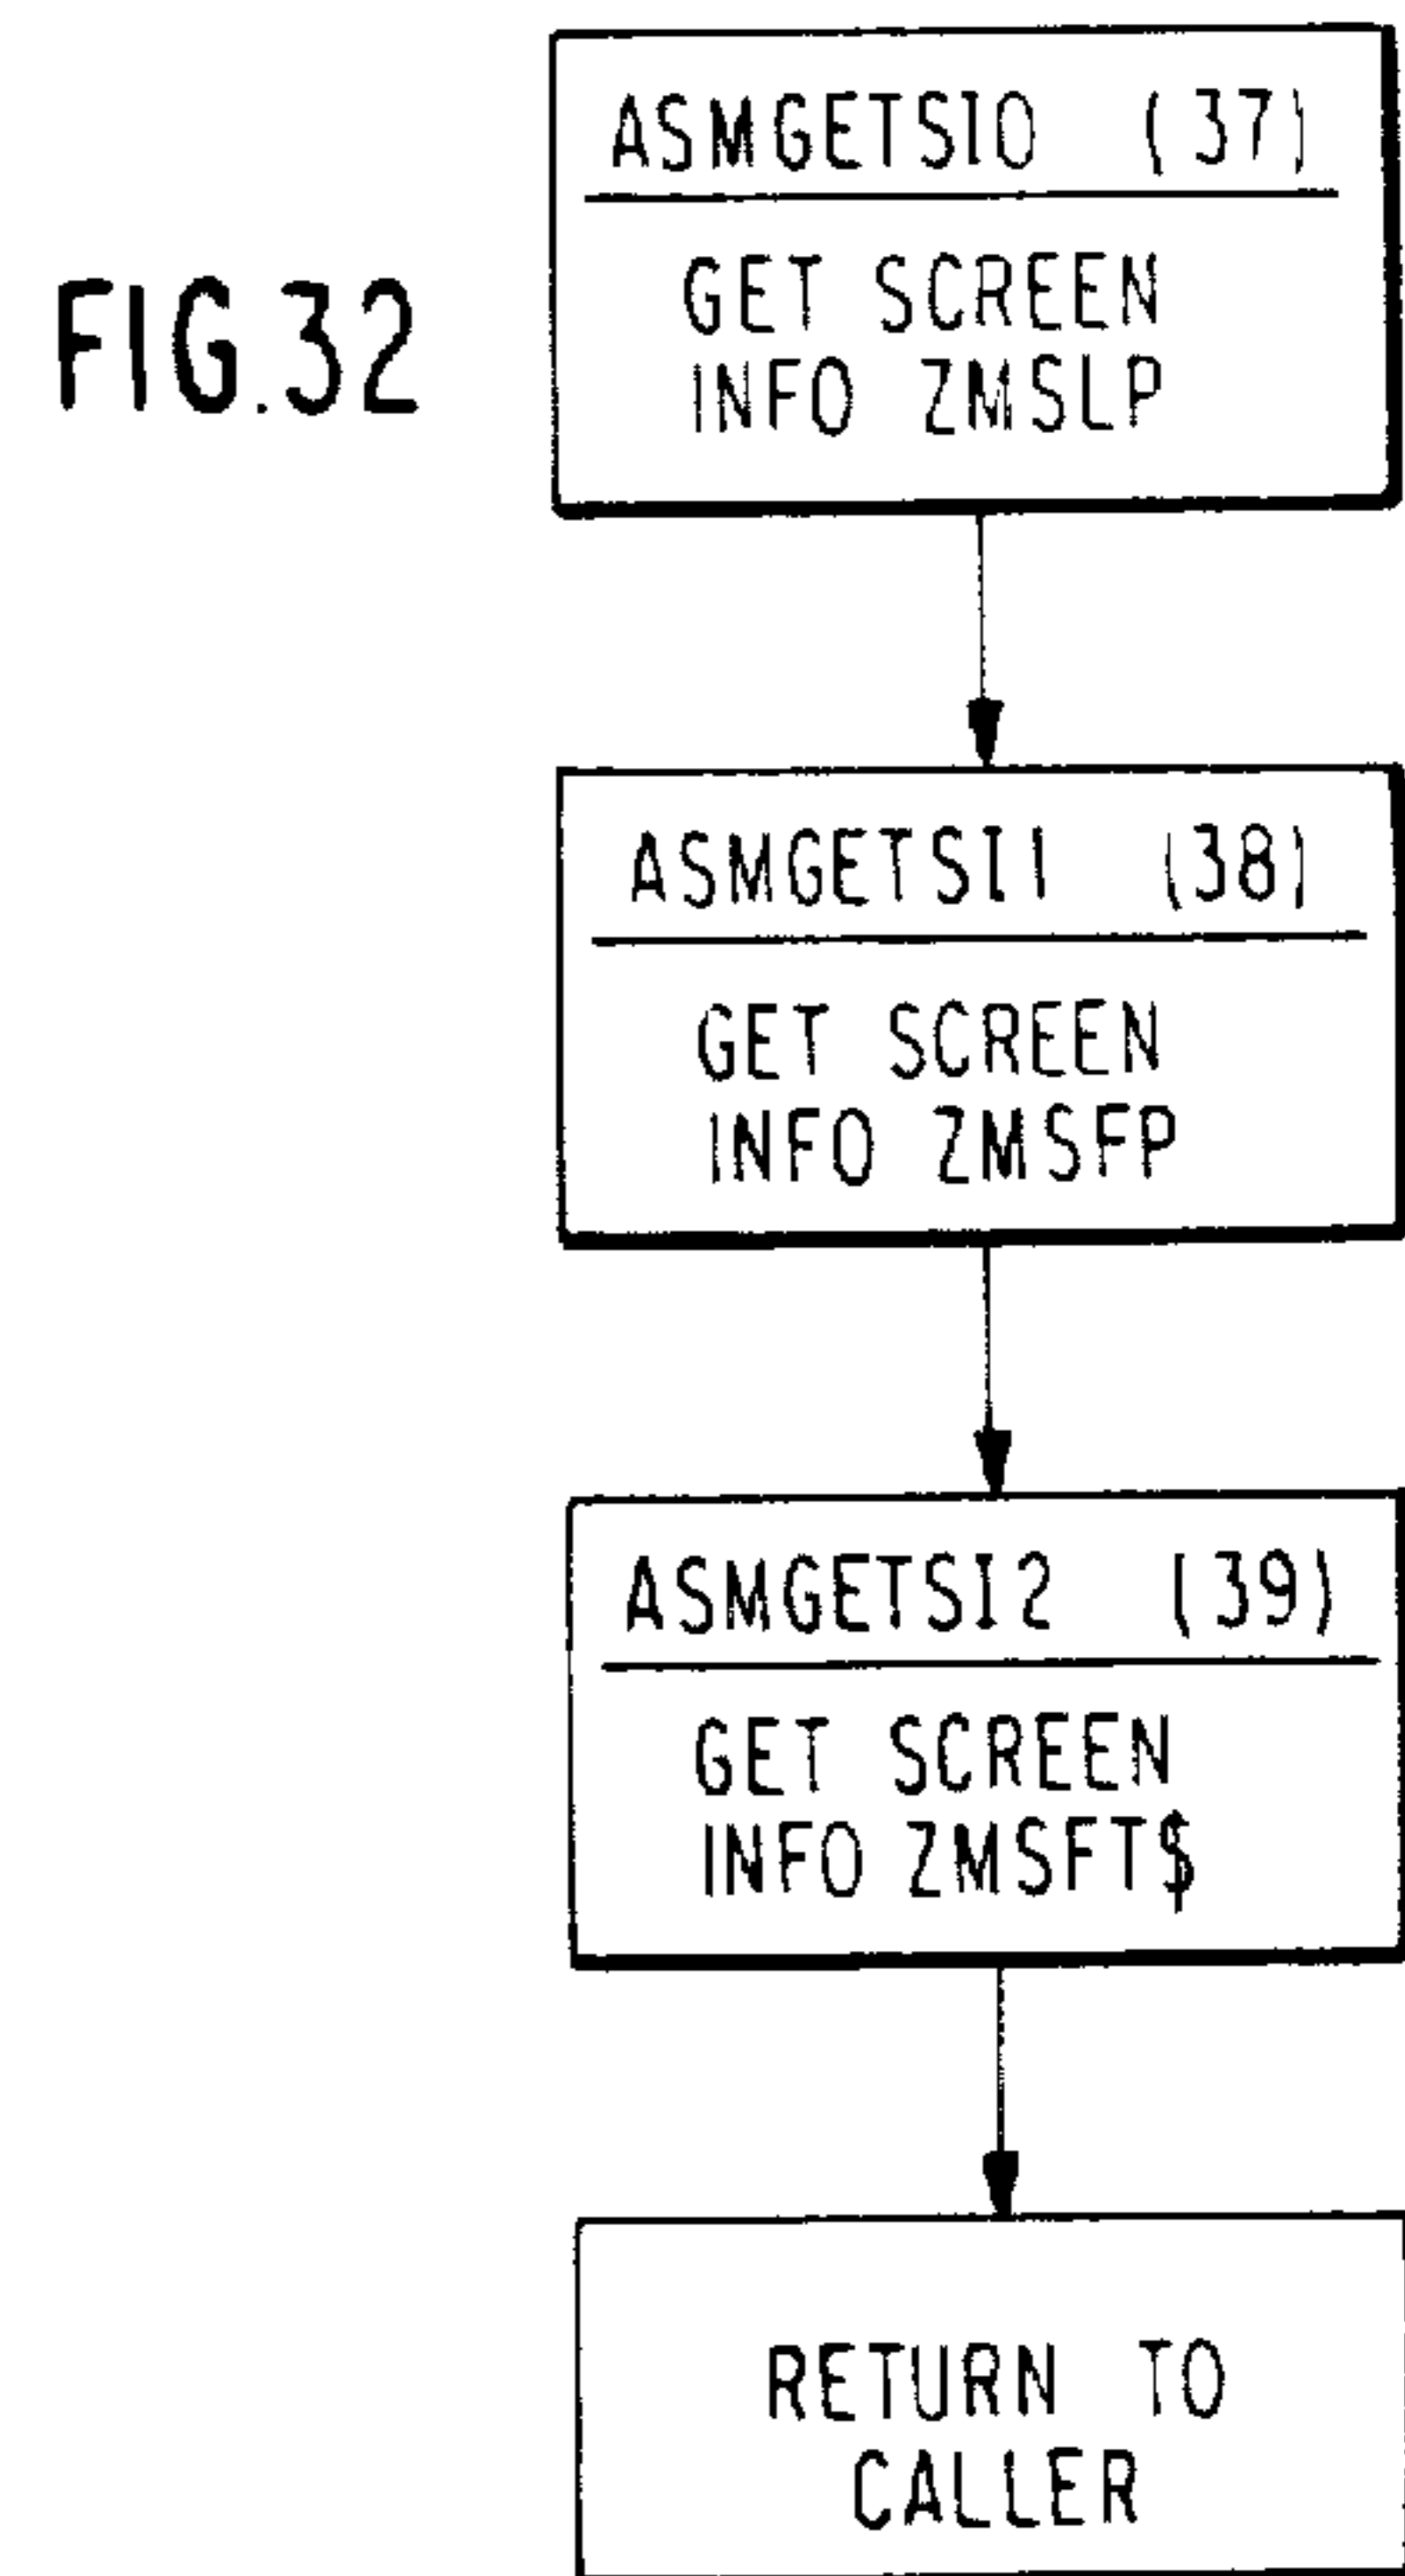 FIG.32
ASMGETSI0 (37)
GET SCREEN
INFO ZMSLP
ASMGETSI1 (38)
GET SCREEN
INFO ZMSFP
ASMGETSI2 (39)
GET SCREEN
INFO ZMSFT$
RETURN TO
CALLER